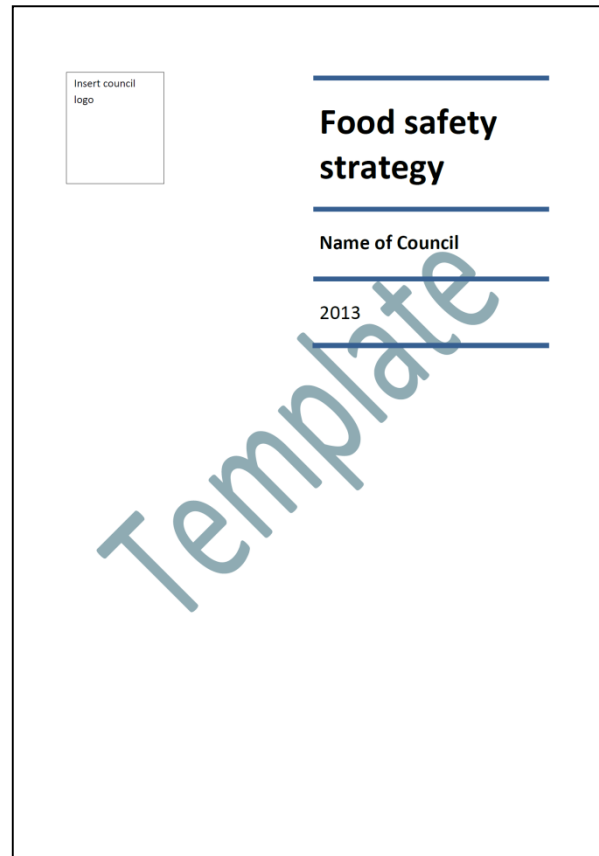 Insert council
logo
Food safety
strategy
Name of Council
2013
Template